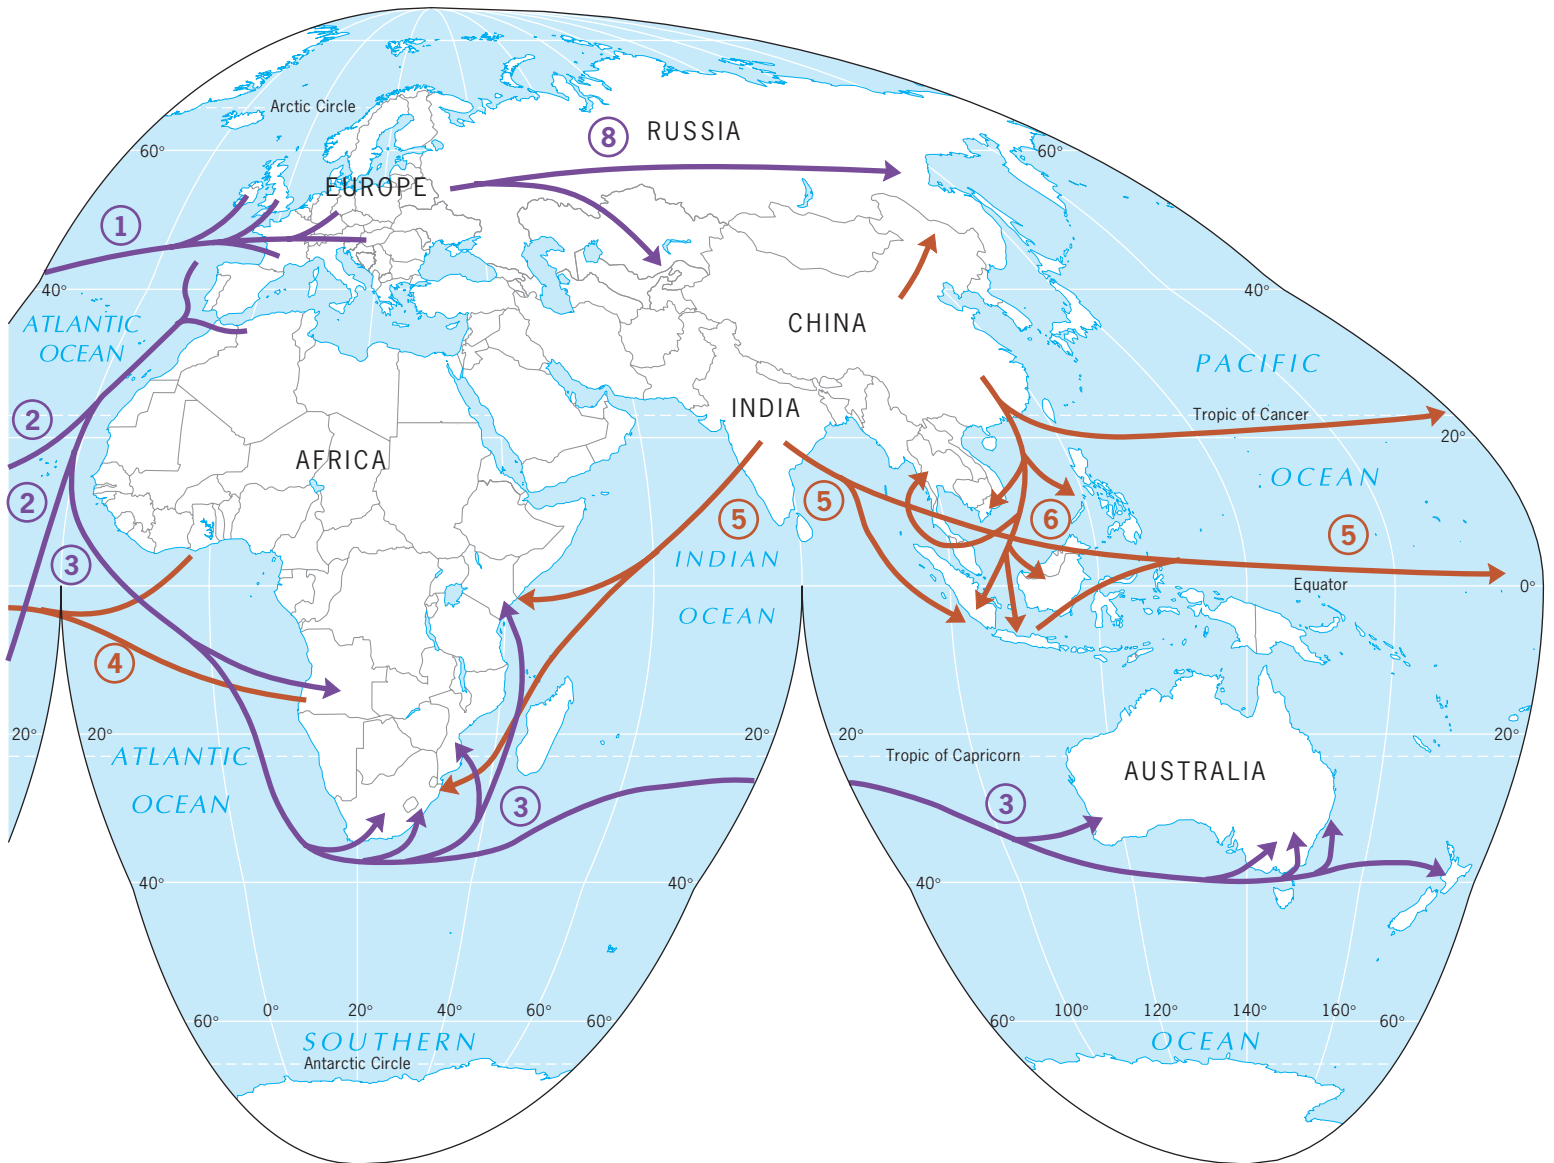 Arctic Circle
8
RUSSIA
60°
60°
EUROPE
1
40°
40°
ATLANTIC
OCEAN
CHINA
PACIFIC
INDIA
2
Tropic of Cancer
20°
AFRICA
OCEAN
2
5
5
6
5
3
INDIAN
Equator
0°
OCEAN
4
20°
20°
20°
20°
20°
ATLANTIC
OCEAN
Tropic of Capricorn
AUSTRALIA
3
3
40°
40°
40°
0°
20°
40°
60°
100°
120°
140°
160°
60°
60°
60°
60°
SOUTHERN
OCEAN
Antarctic Circle